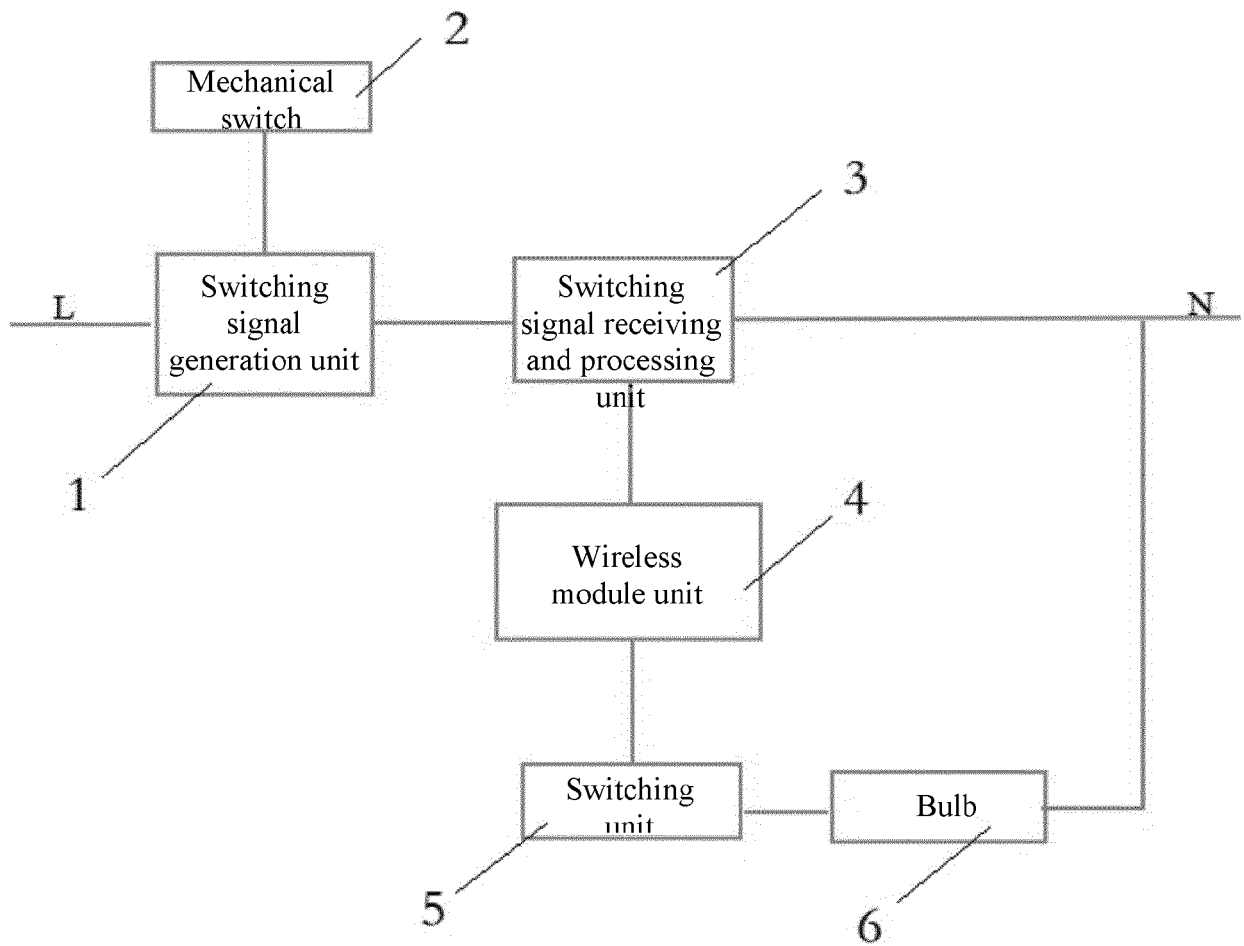 2
Mechanical
switch
3
L
Switching
signal
generation unit
Switching
signal receiving
and processing
unit
N
1
4
Wireless
module unit
Switching
unit
Bulb
5
6